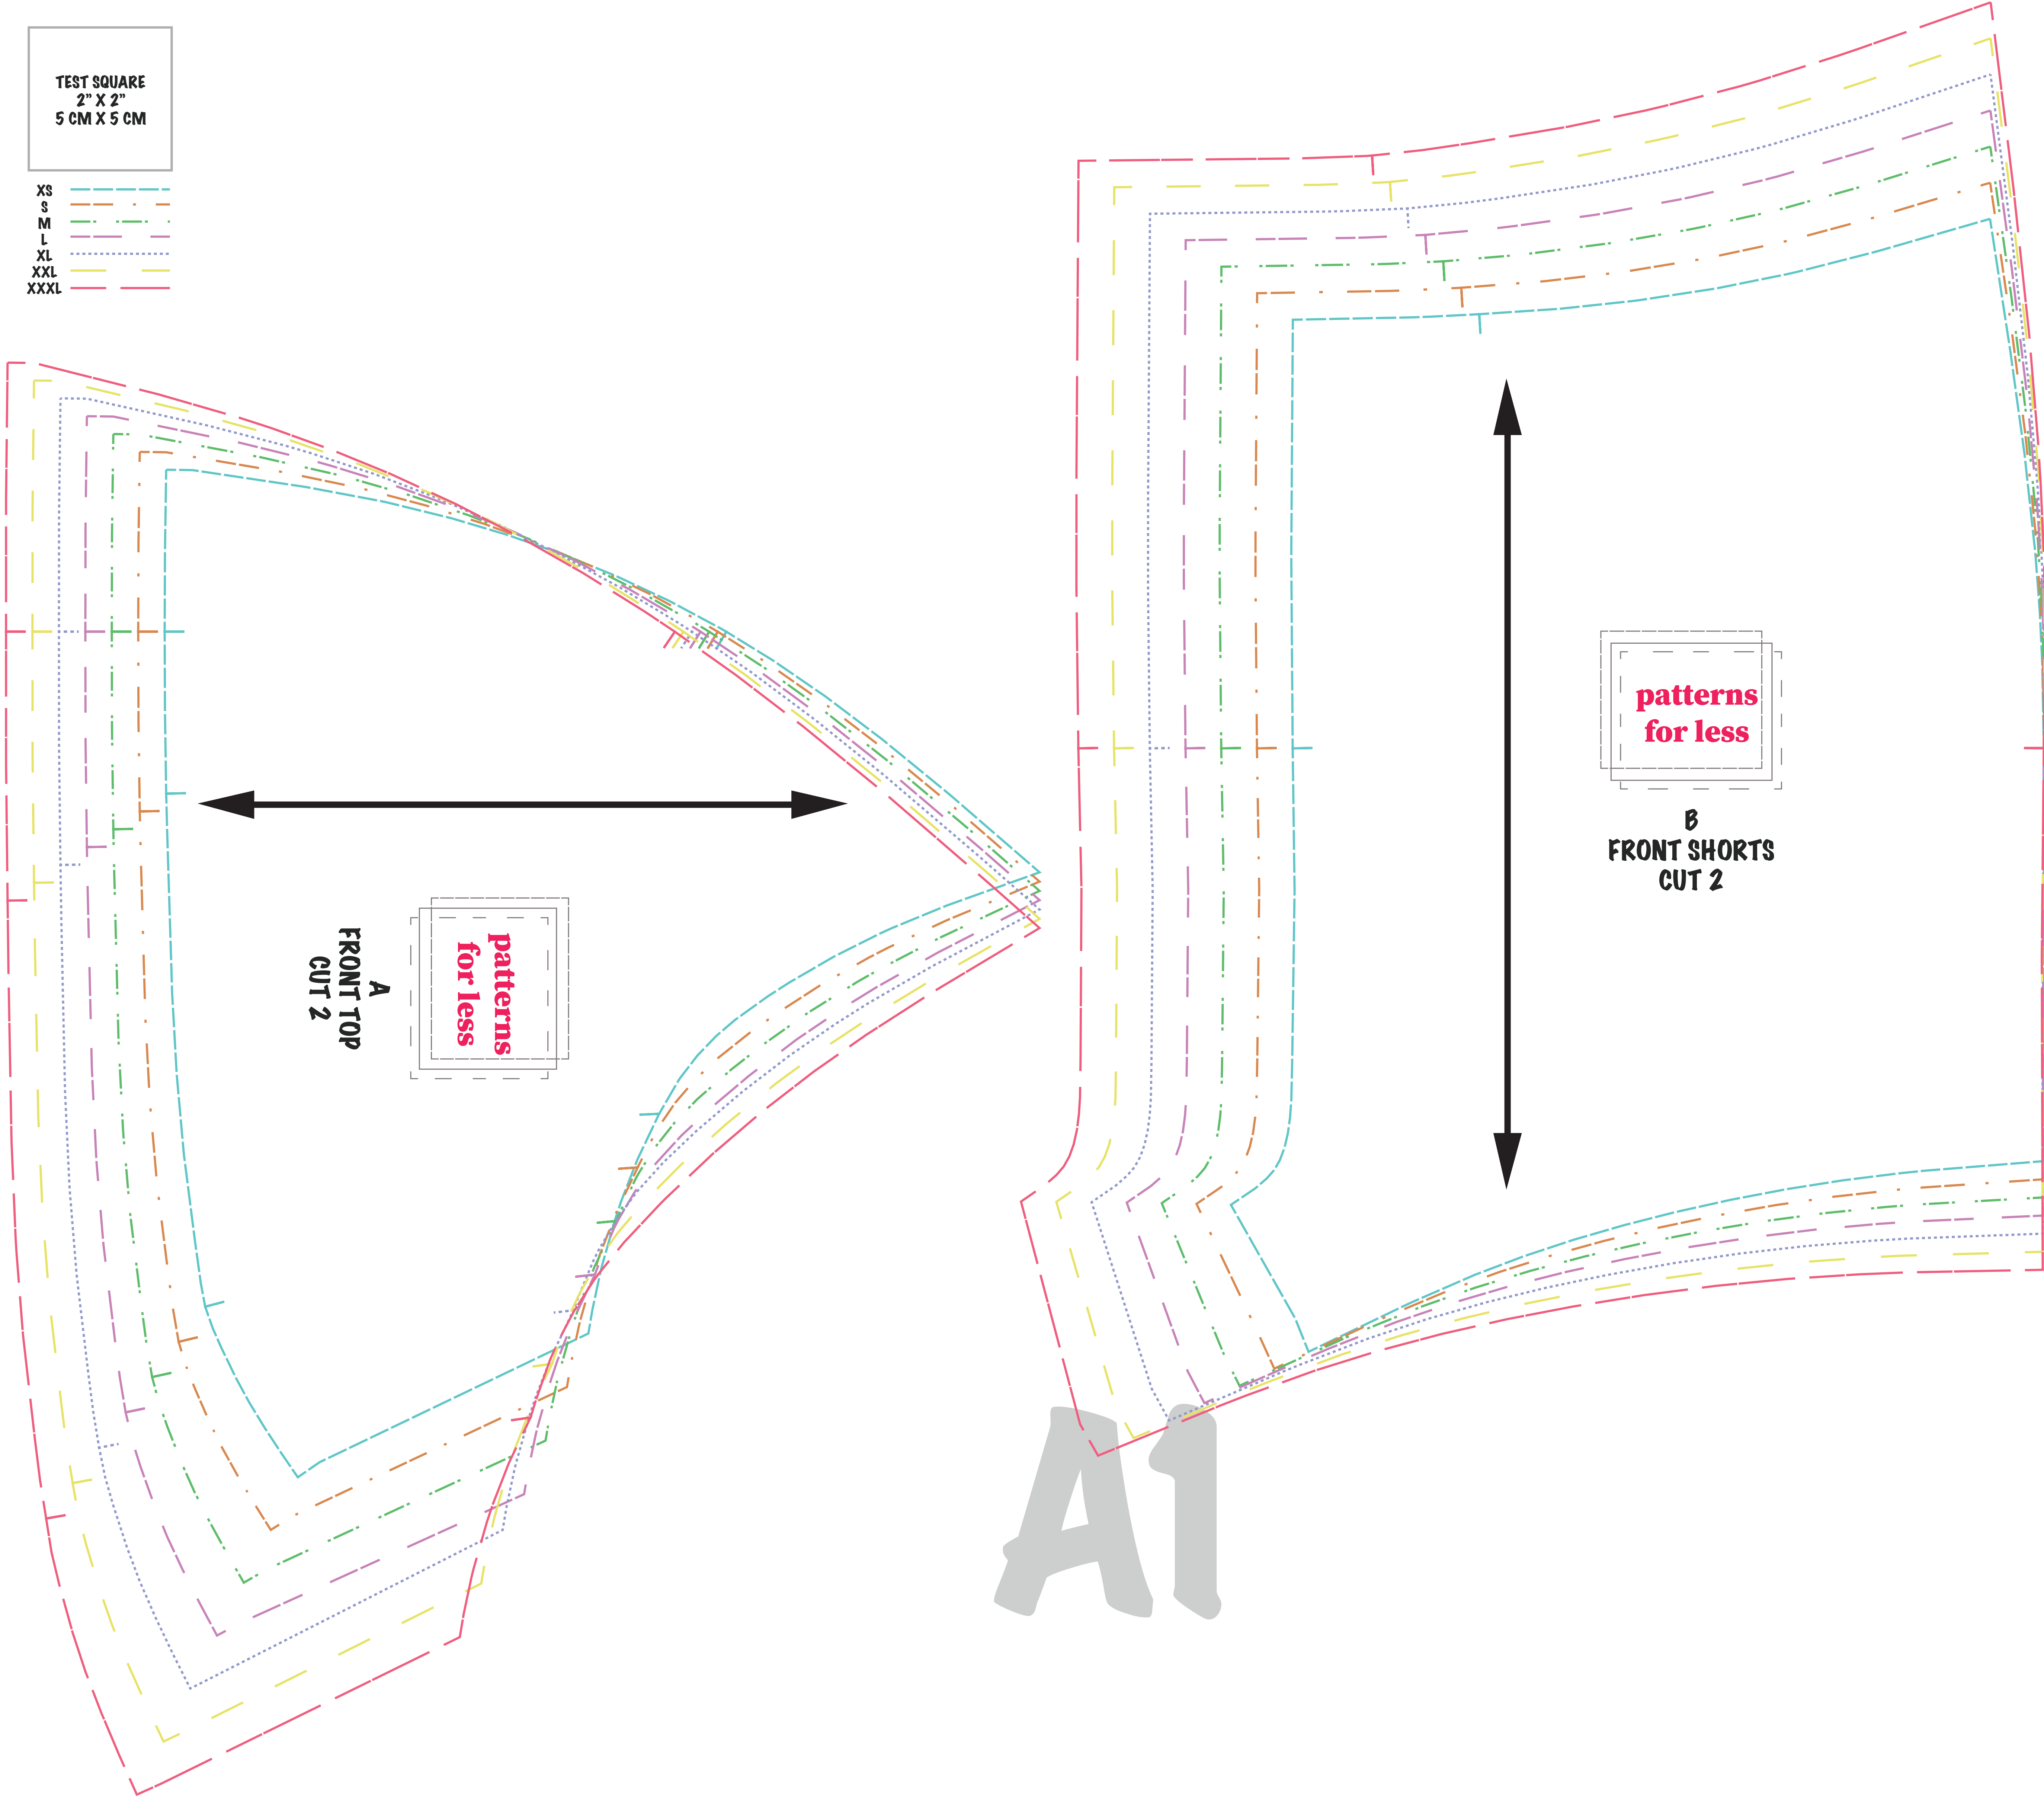 TEST SQUARE
2” X 2”
5 CM X 5 CM
XS
S
M
L
XL
XXL
XXXL
patterns
for less
B
FRONT SHORTS
CUT 2
patterns
for less
A
FRONT TOP
CUT 2
A1